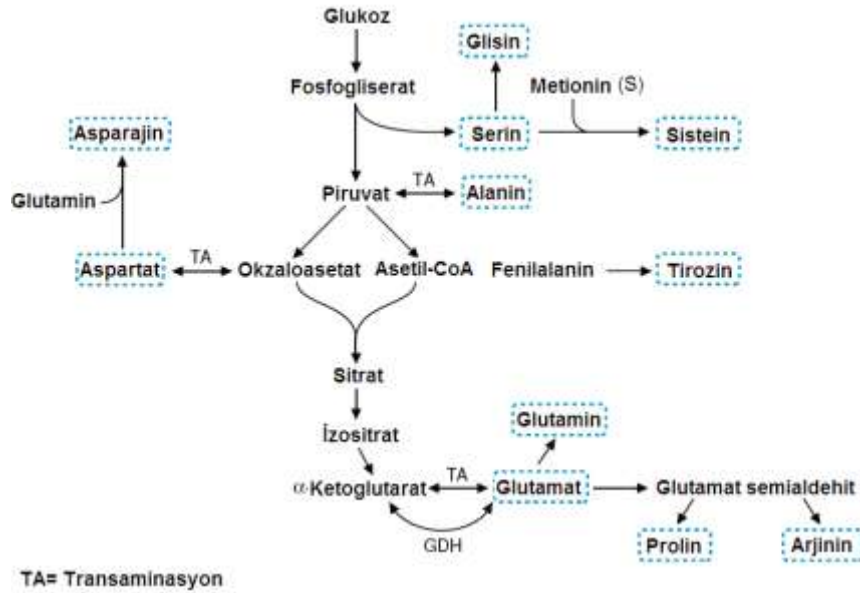 Glukoz
Glisin
Fosfogliserat
Metionin (S)
Asparajin
Serin
Sistein
TA
Glutamin
Piruvat
Alanin
TA
Aspartat
Okzaloasetat
Asetil-CoA
Fenilalanin
Tirozin
Sitrat
Glutamin
İzositrat
TA
α-Ketoglutarat
Glutamat
Glutamat semialdehit
GDH
Prolin
Arjinin
TA= Transaminasyon